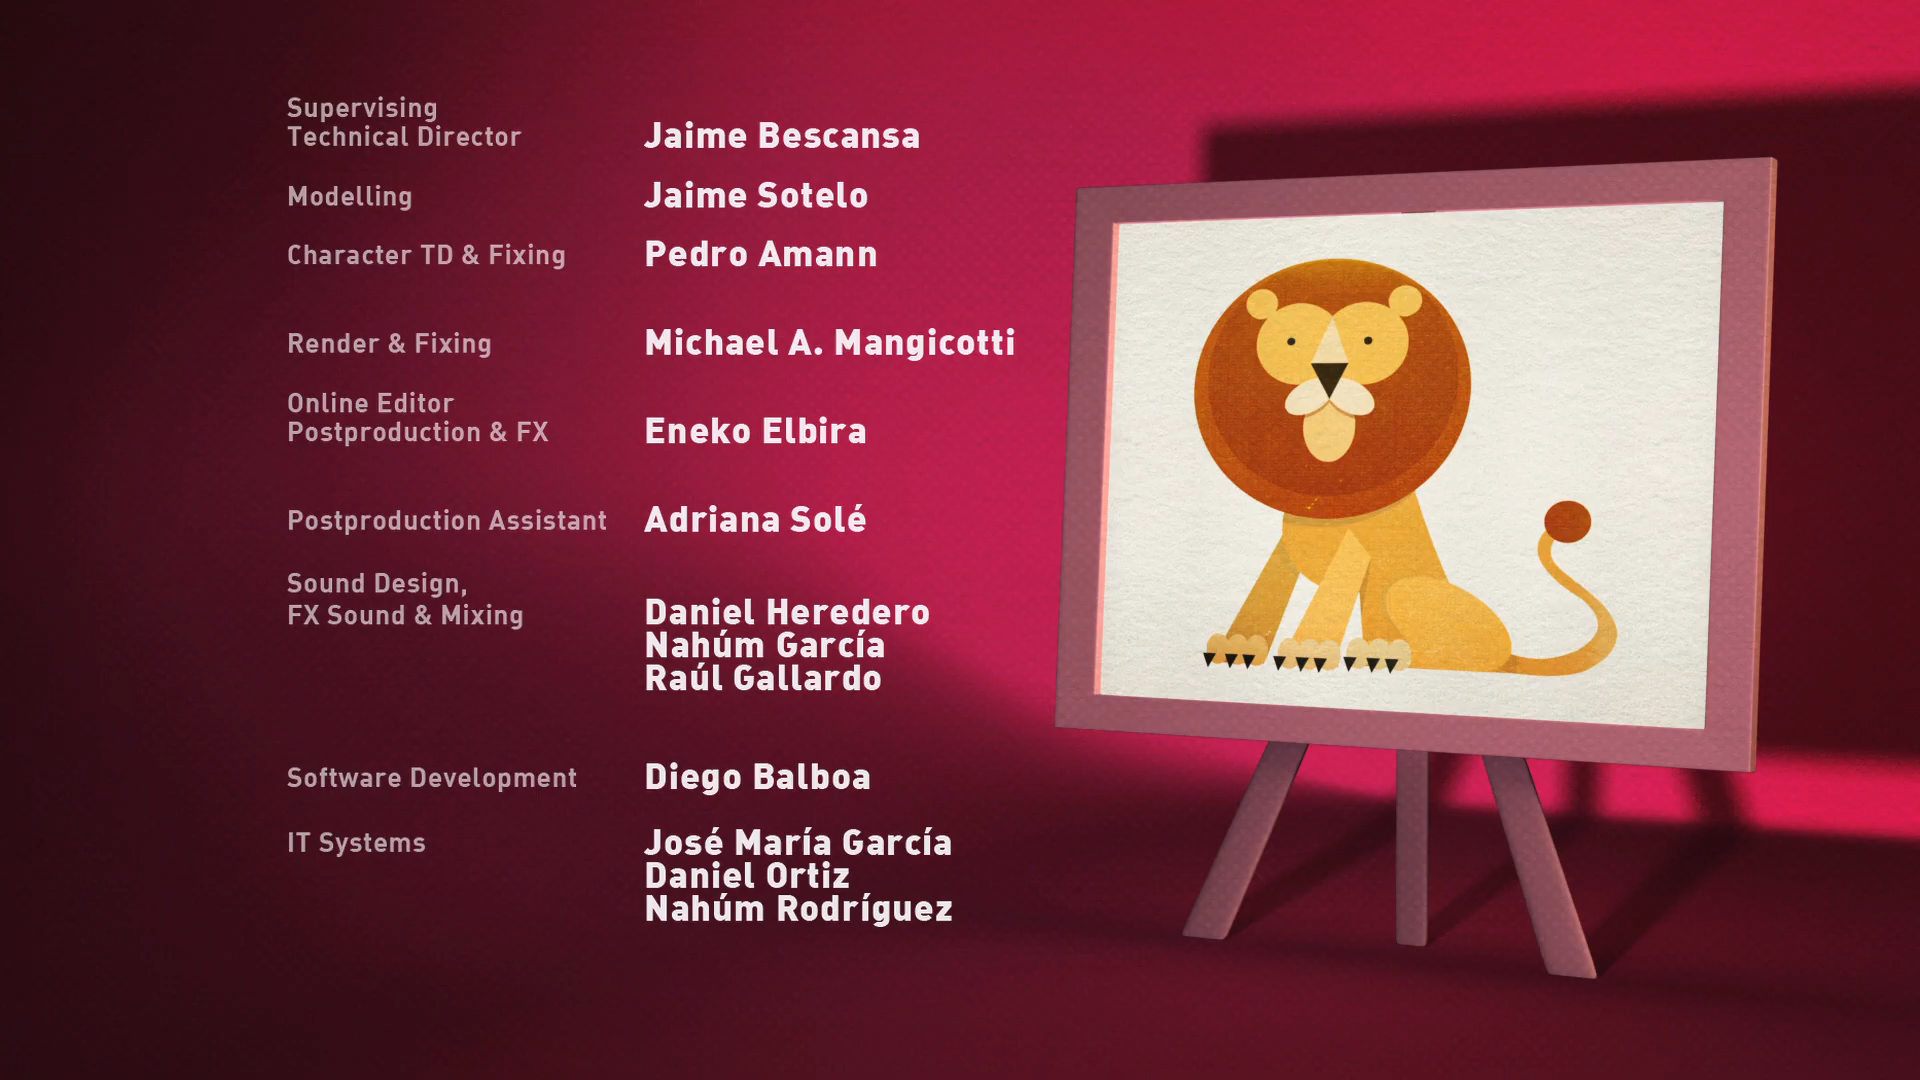 Supervising
Technical Director Jaime Bescansa
Modelling Jaime Sotelo
Character TD & Fixing Pedro Amann
Render & Fixing Michael A. Mangicotti
Online Editor
Postproduction & FX Eneko Elbira
Postproduction Assistant Adriana Solé
Sound Design,
FX Sound & Mixing Daniel Heredero
Nahúm García
Raúl Gallardo
Software Development Diego Balboa
IT Systems José María García
Daniel Ortiz
Nahúm Rodríguez